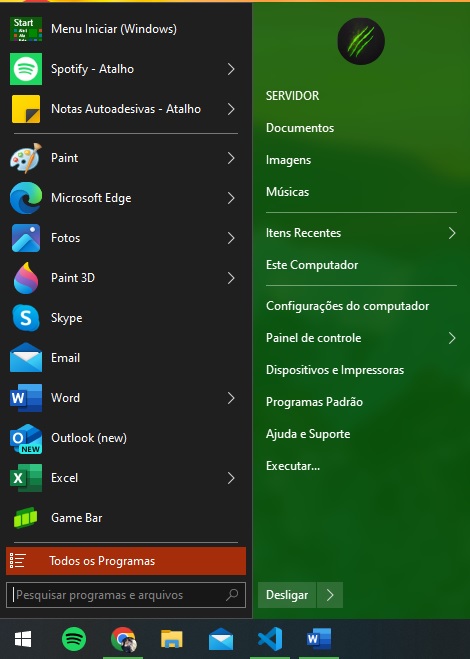 Start
Menu Iniciar (Windows)
Spotify - Atalho
Notas Autoadesivas - Atalho
Paint
Microsoft Edge
Fotos
Paint 3D
Skype
Email
Word
Outlook (new)
NEW
Excel
Game Bar
Todos os Programas
Pesquisar programas e arquivos
SERVIDOR
Documentos
Imagens
Músicas
Itens Recentes
Este Computador
Configurações do computador
Painel de controle
Dispositivos e Impressoras
Programas Padrão
Ajuda e Suporte
Executar...
Desligar